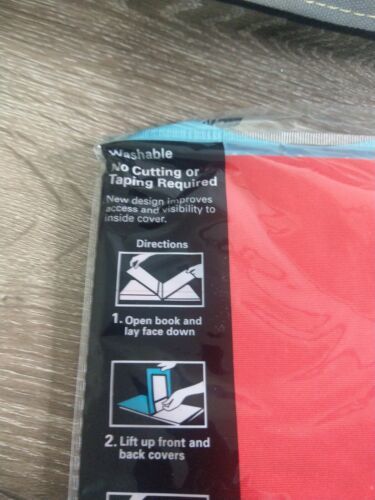 Washable
No Cutting or
Taping Required
New design improves
access and visibility to
inside cover.
Directions
1. Open book and
lay face down
2. Lift up front and
back covers